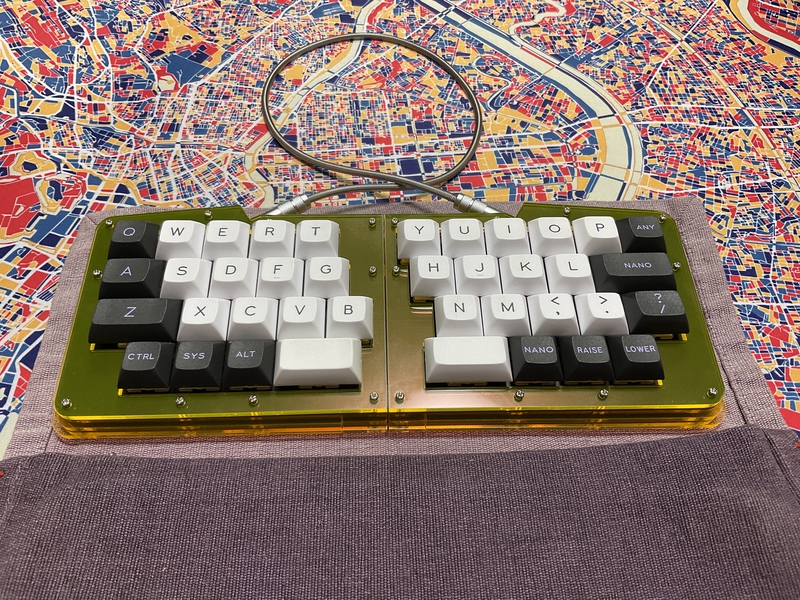 Q W E R T Y U I O P ANY
A S D F G H J K L NANO
Z X C V B N M < , > . ? /
CTRL SYS ALT NANO RAISE LOWER